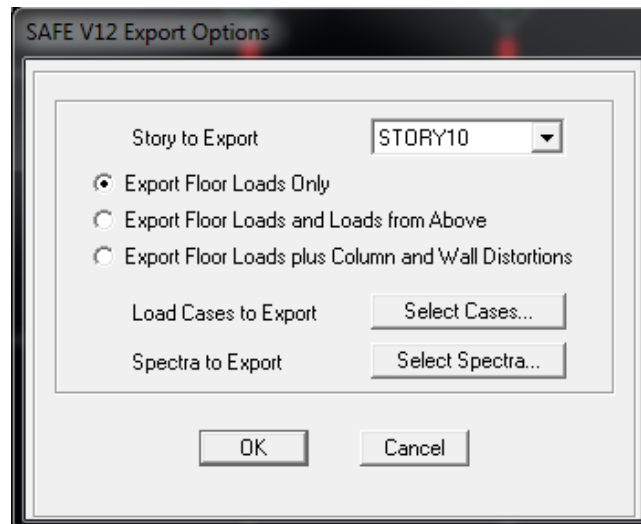 SAFE V12 Export Options
Story to Export STORY10
Export Floor Loads Only
Export Floor Loads and Loads from Above
Export Floor Loads plus Column and Wall Distortions
Load Cases to Export Select Cases...
Spectra to Export Select Spectra...
OK Cancel